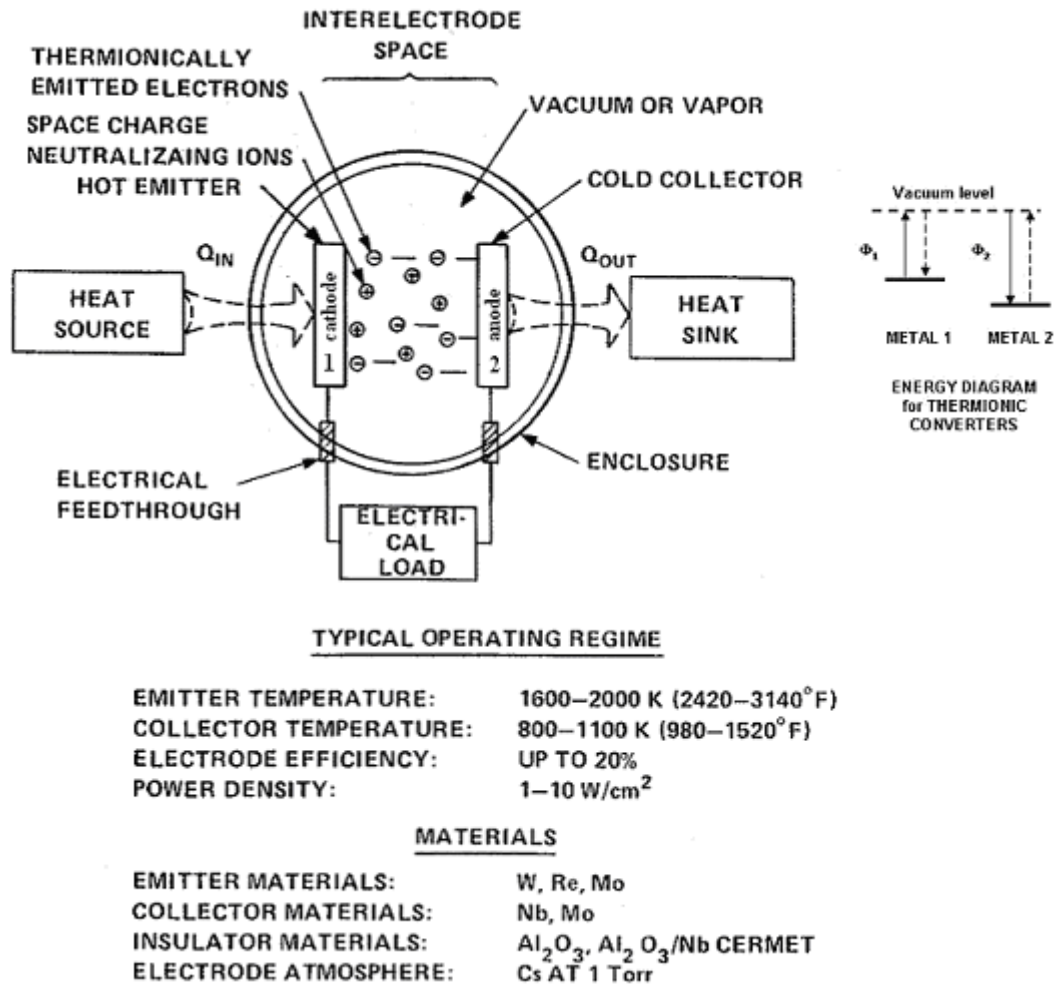 INTERELECTRODE
SPACE
THERMIONICALLY
EMITTED ELECTRONS
VACUUM OR VAPOR
SPACE CHARGE
NEUTRALIZAING IONS
HOT EMITTER
COLD COLLECTOR
Vacuum level
Φ1
Φ2
METAL 1
METAL 2
ENERGY DIAGRAM
for THERMIONIC
CONVERTERS
QIN
QOUT
HEAT
SOURCE
cathode
1
anode
2
HEAT
SINK
ELECTRICAL
FEEDTHROUGH
ENCLOSURE
ELECTRI-
CAL
LOAD
TYPICAL OPERATING REGIME
EMITTER TEMPERATURE: 1600–2000 K (2420–3140°F)
COLLECTOR TEMPERATURE: 800–1100 K (980–1520°F)
ELECTRODE EFFICIENCY: UP TO 20%
POWER DENSITY: 1–10 W/cm²
MATERIALS
EMITTER MATERIALS: W, Re, Mo
COLLECTOR MATERIALS: Nb, Mo
INSULATOR MATERIALS: Al₂O₃, Al₂ O₃/Nb CERMET
ELECTRODE ATMOSPHERE: Cs AT 1 Torr